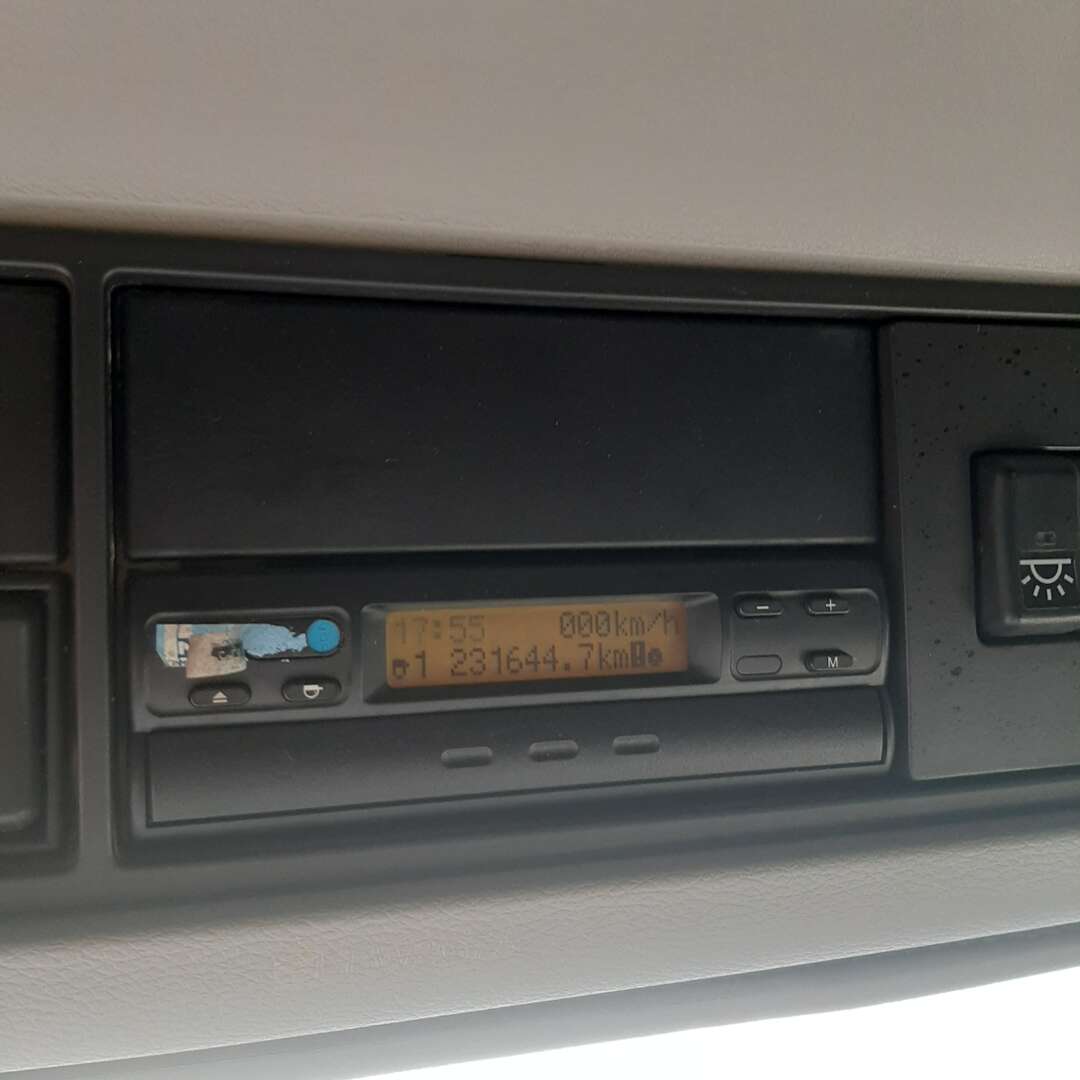 17:55 000km/h
1 231644.7km
- +
M